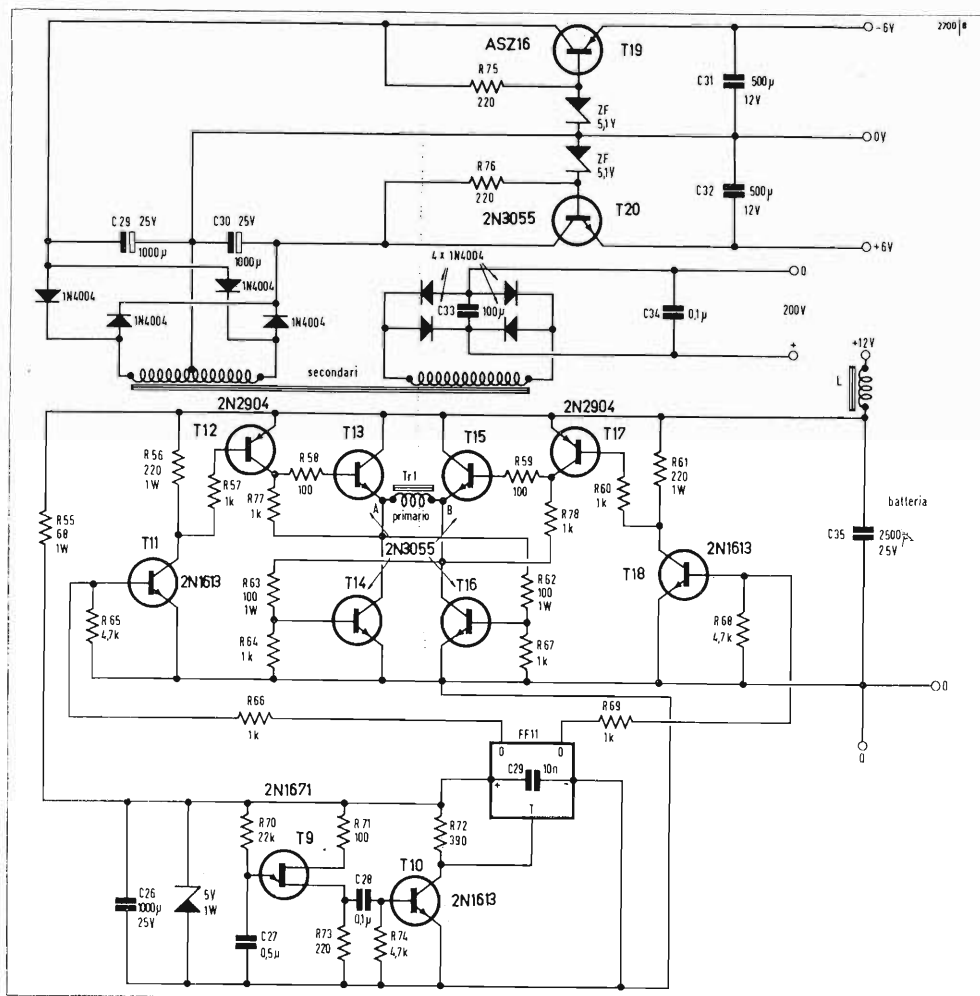 2700|8
-6V
ASZ16
T19
R75
220
C31
500µ
12V
ZF
5,1V
0V
ZF
5,1V
R76
220
C32
500µ
12V
2N3055
T20
+6V
C29
25V
1000µ
C30
25V
1000µ
4 x 1N4004
1N4004
1N4004
1N4004
1N4004
C33
100µ
0
C34
0,1µ
200V
+
+12V
L
secondari
2N2904
2N2904
T12
T13
T15
T17
R56
220
1W
R57
1k
R58
100
R59
100
R60
1k
R61
220
1W
Tr1
A
primario
B
R77
1k
R78
1k
batteria
R55
68
1W
C35
2500µ
25V
T11
2N1613
2N3055
2N1613
T18
R63
100
1W
T14
T16
R62
100
1W
R65
4,7k
R64
1k
R67
1k
R68
4,7k
0
R66
1k
R69
1k
0
FF11
0
0
C29
10n
+
-
T
2N1671
R70
22k
T9
R71
100
R72
390
T10
C28
0,1µ
2N1613
C26
1000µ
25V
5V
1W
C27
0,5µ
R73
220
R74
4,7k